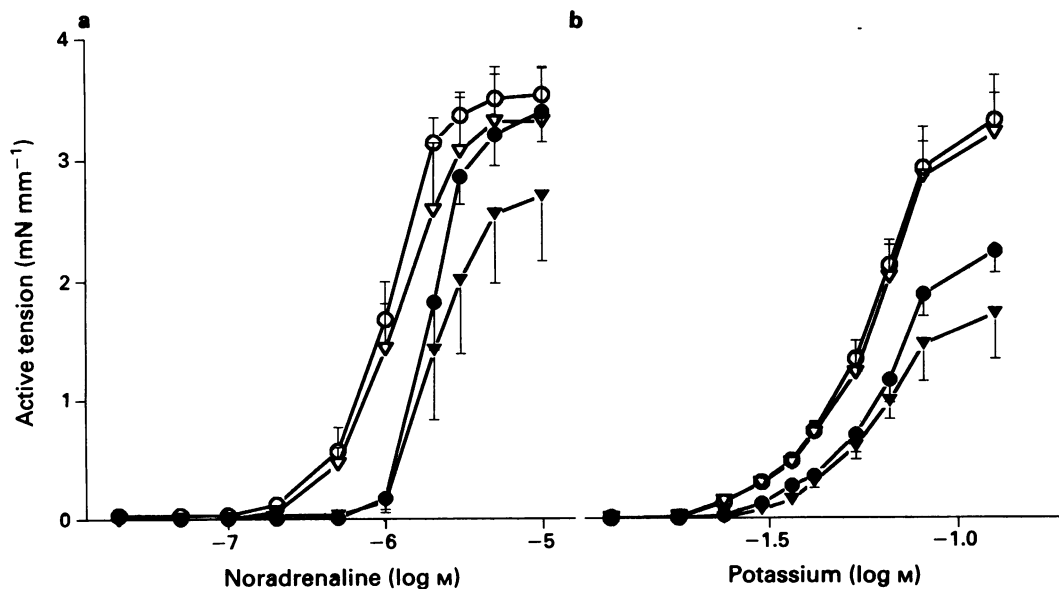 a
b
4
3
2
1
0
Active tension (mN mm⁻¹)
-7
-6
-5
-1.5
-1.0
Noradrenaline (log M)
Potassium (log M)